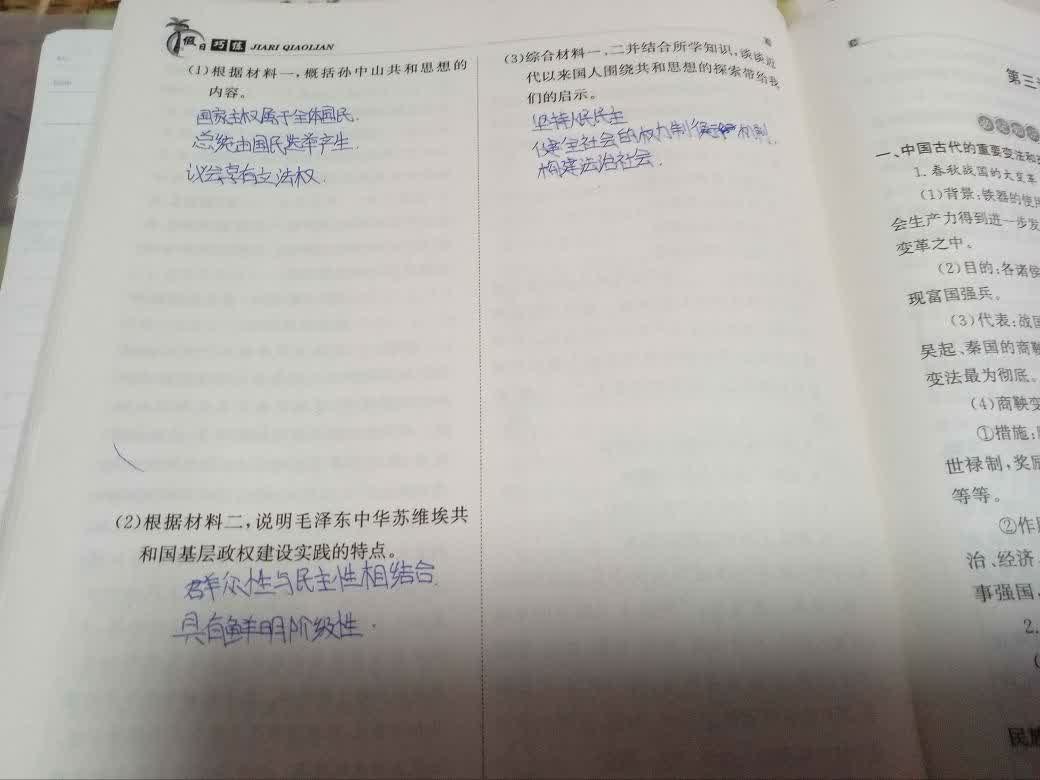 假日巧练 JIARI QIAOLIAN
(1)根据材料一,概括孙中山共和思想的
内容。
国家主权属于全体国民.
总统由国民选举产生.
议会享有立法权.
(2)根据材料二,说明毛泽东中华苏维埃共
和国基层政权建设实践的特点。
群众性与民主性相结合.
具有鲜明阶级性.
(3)综合材料一、二并结合所学知识,谈谈近
代以来国人围绕共和思想的探索带给我
们的启示。
坚持人民民主
健全社会的权力制衡机制.
构建法治社会.
第三
一、中国古代的重要变法和
1. 春秋战国的大变革
(1)背景:铁器的使用
会生产力得到进一步发
变革之中。
(2)目的:各诸侯
现富国强兵。
(3)代表:战国
吴起、秦国的商鞅
变法最为彻底。
(4)商鞅变
①措施:
世禄制,奖励
等等。
②作用
治、经济、
事强国,
2.
(
民族